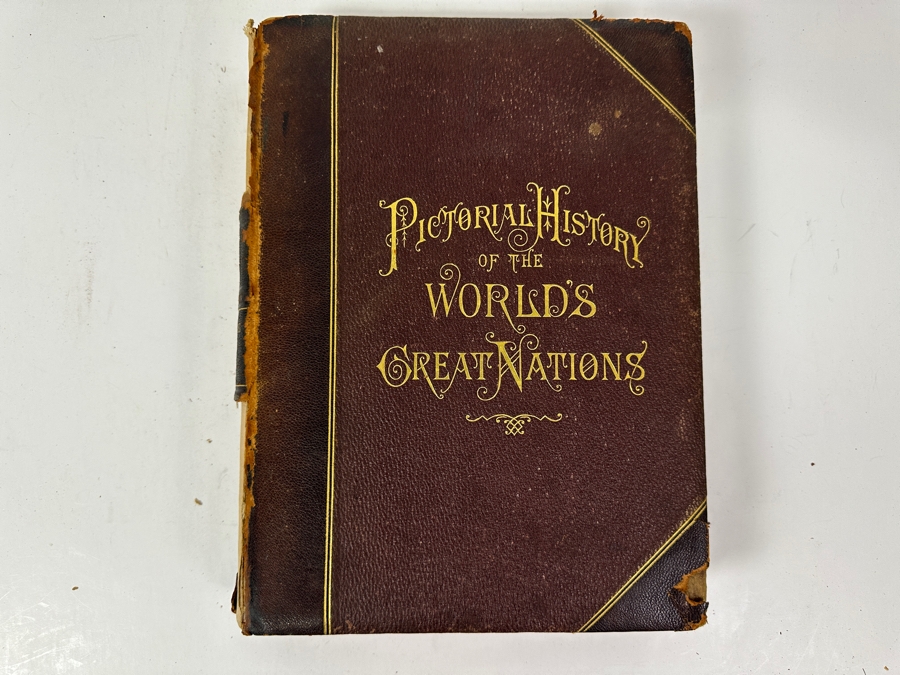 PICTORIAL HISTORY
OF THE
WORLD'S
GREAT NATIONS